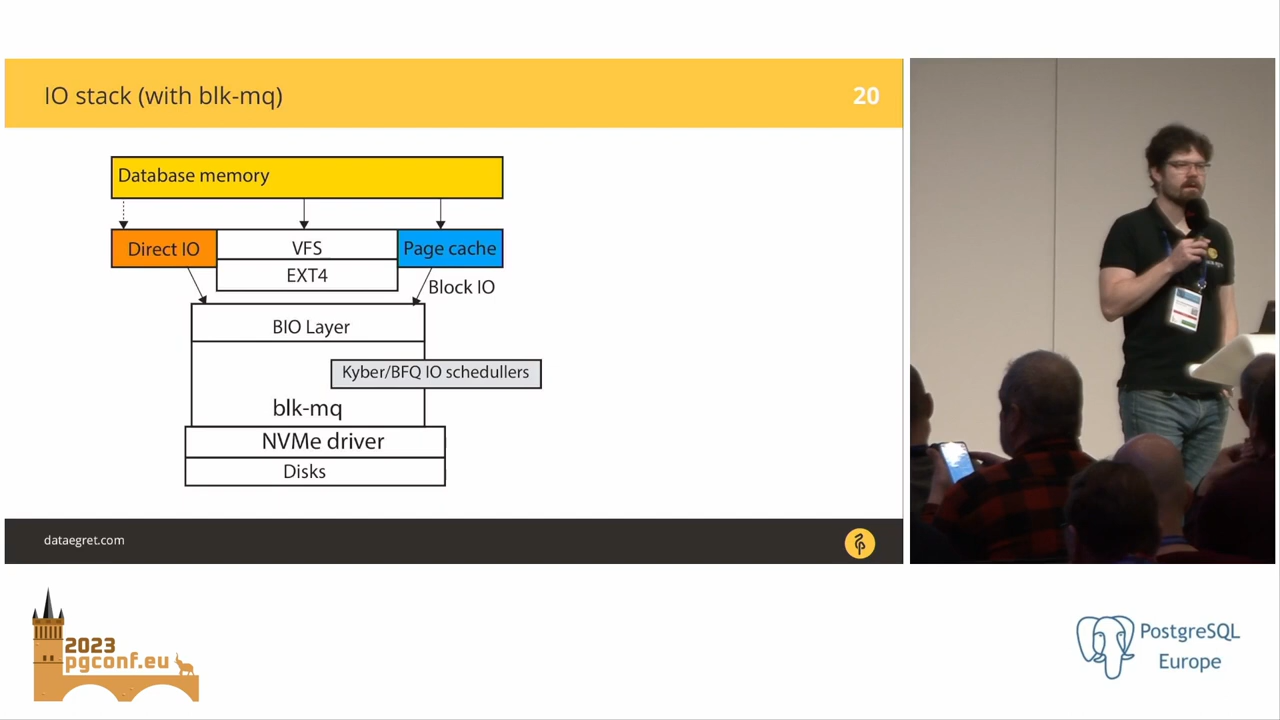 IO stack (with blk-mq)
20
Database memory
Direct IO
VFS
Page cache
EXT4
Block IO
BIO Layer
Kyber/BFQ IO schedullers
blk-mq
NVMe driver
Disks
dataegret.com
2023
pgconf.eu
PostgreSQL
Europe